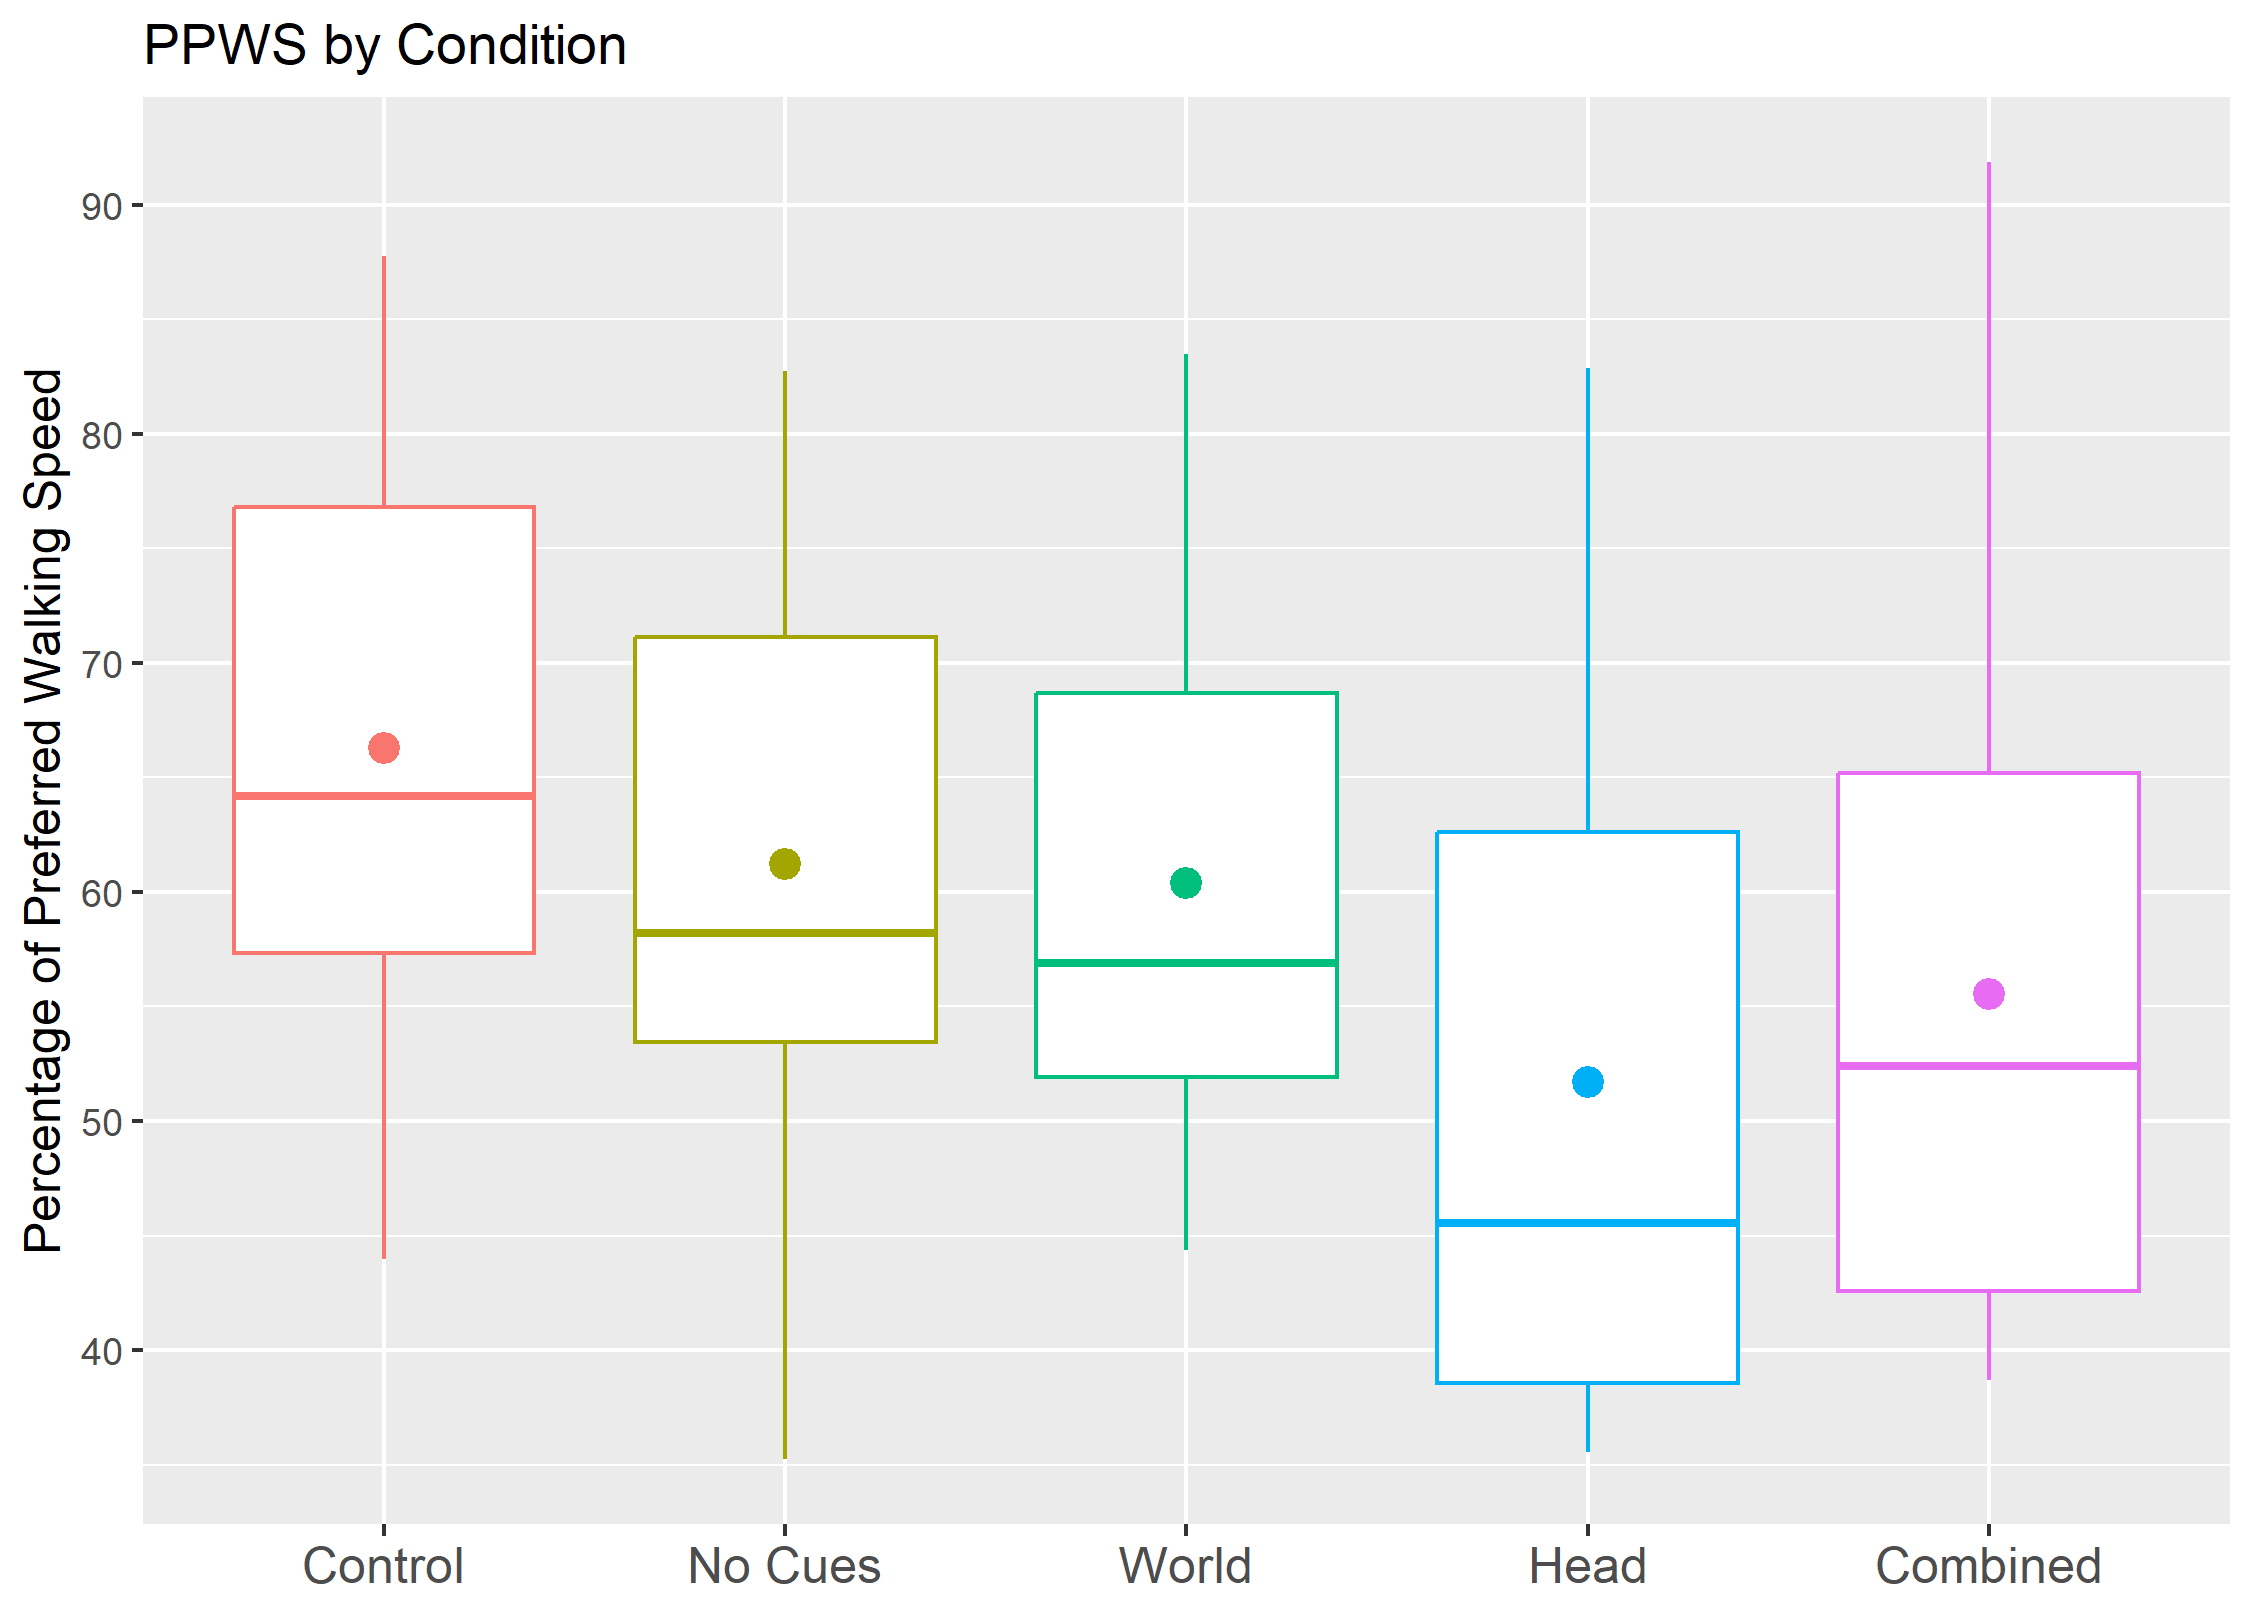 PPWS by Condition
Percentage of Preferred Walking Speed
90
80
70
60
50
40
Control
No Cues
World
Head
Combined